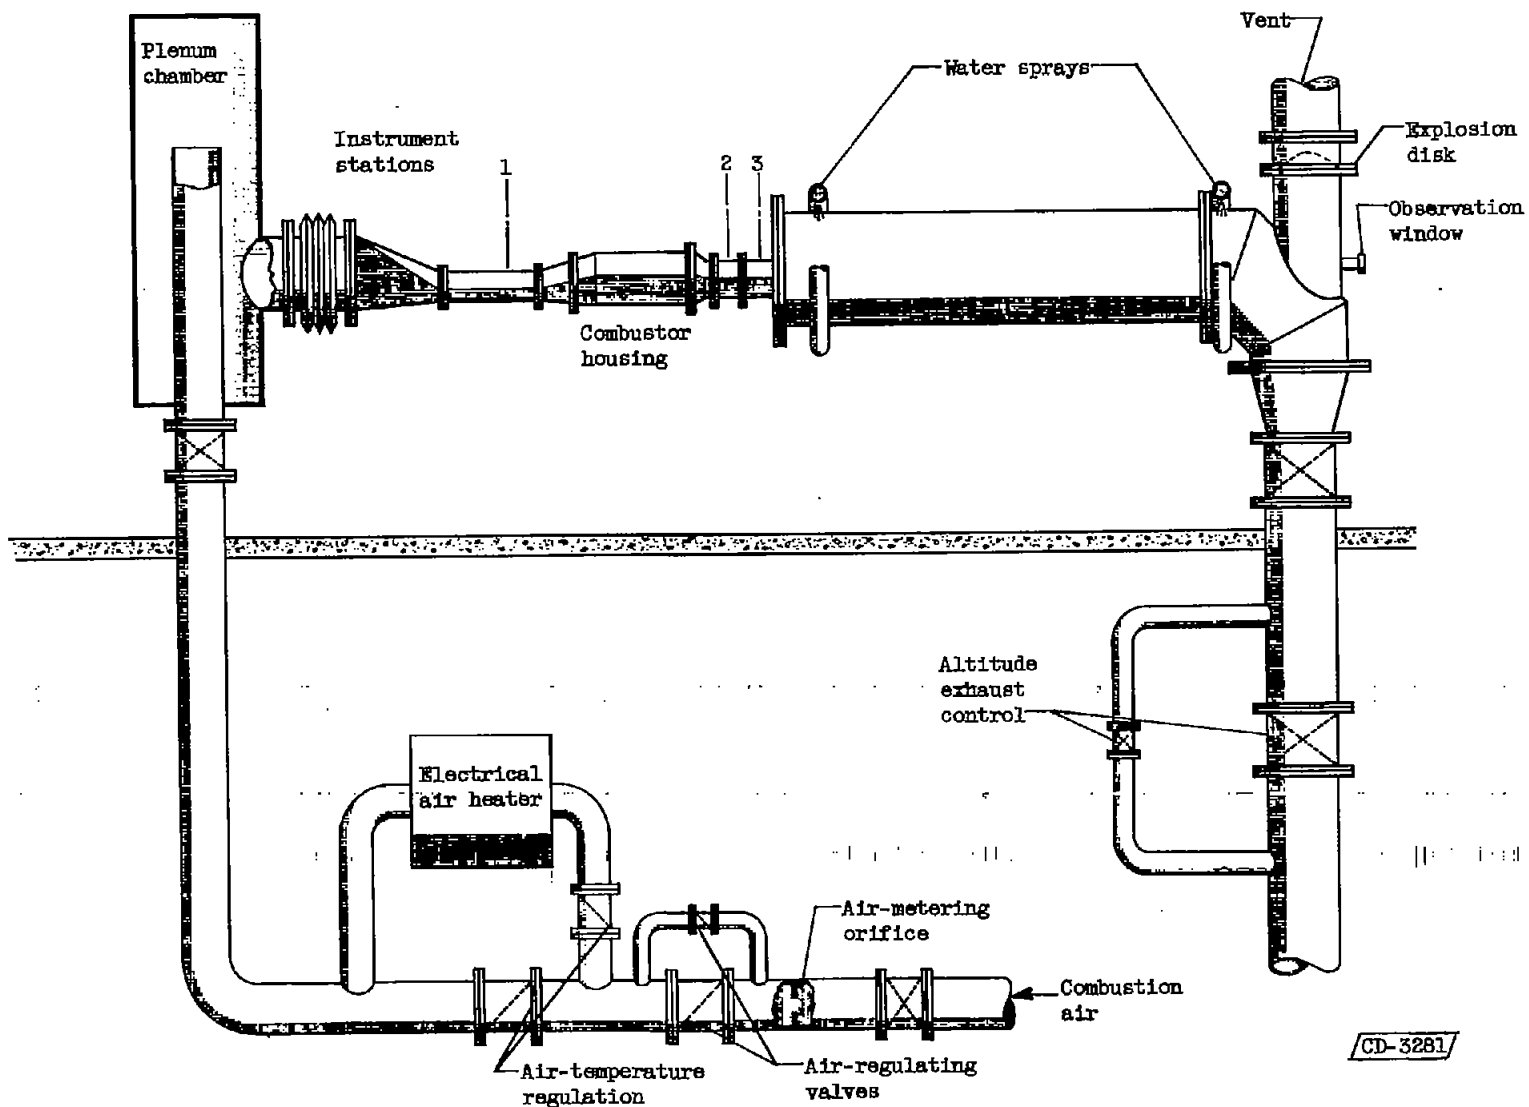 Vent
Plenum
chamber
Water sprays
Instrument
stations
1
2
3
Explosion
disk
Observation
window
Combustor
housing
Altitude
exhaust
control
Electrical
air heater
Air-metering
orifice
Combustion
air
Air-temperature
regulation
Air-regulating
valves
CD-3281